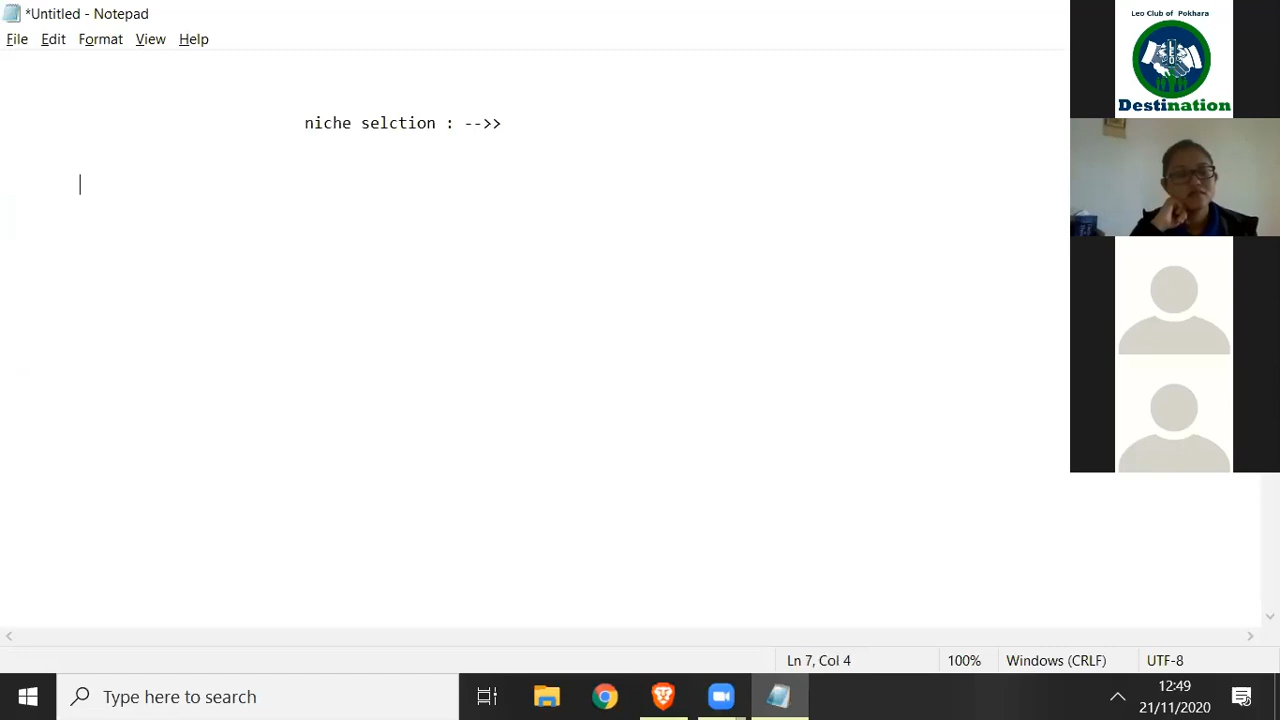 *Untitled - Notepad
File Edit Format View Help
niche selction : -->>
Leo Club of Pokhara
LEO
Destination
Ln 7, Col 4
100%
Windows (CRLF)
UTF-8
Type here to search
12:49
21/11/2020